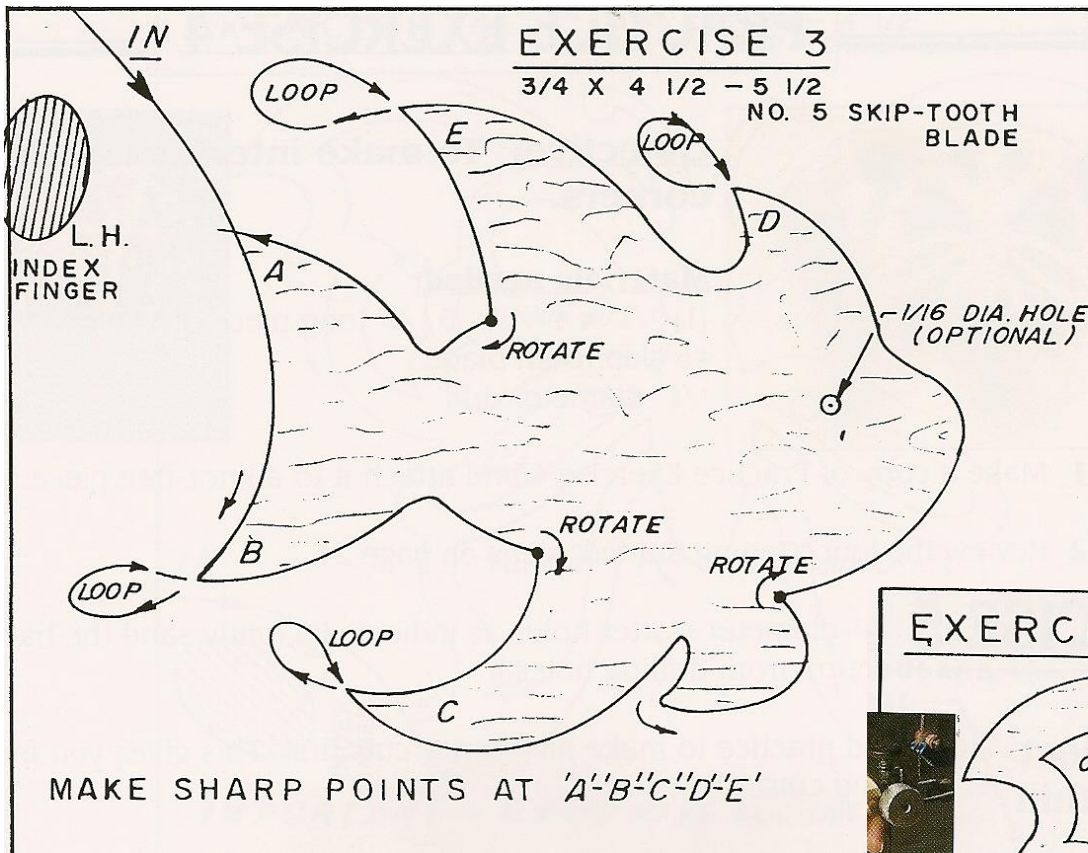 IN
EXERCISE 3
3/4 X 4 1/2 - 5 1/2
NO. 5 SKIP-TOOTH
BLADE
LOOP
LOOP
E
D
L.H.
INDEX
FINGER
A
1/16 DIA. HOLE
(OPTIONAL)
ROTATE
ROTATE
ROTATE
B
LOOP
LOOP
C
EXERC
MAKE SHARP POINTS AT 'A''B''C''D''E'